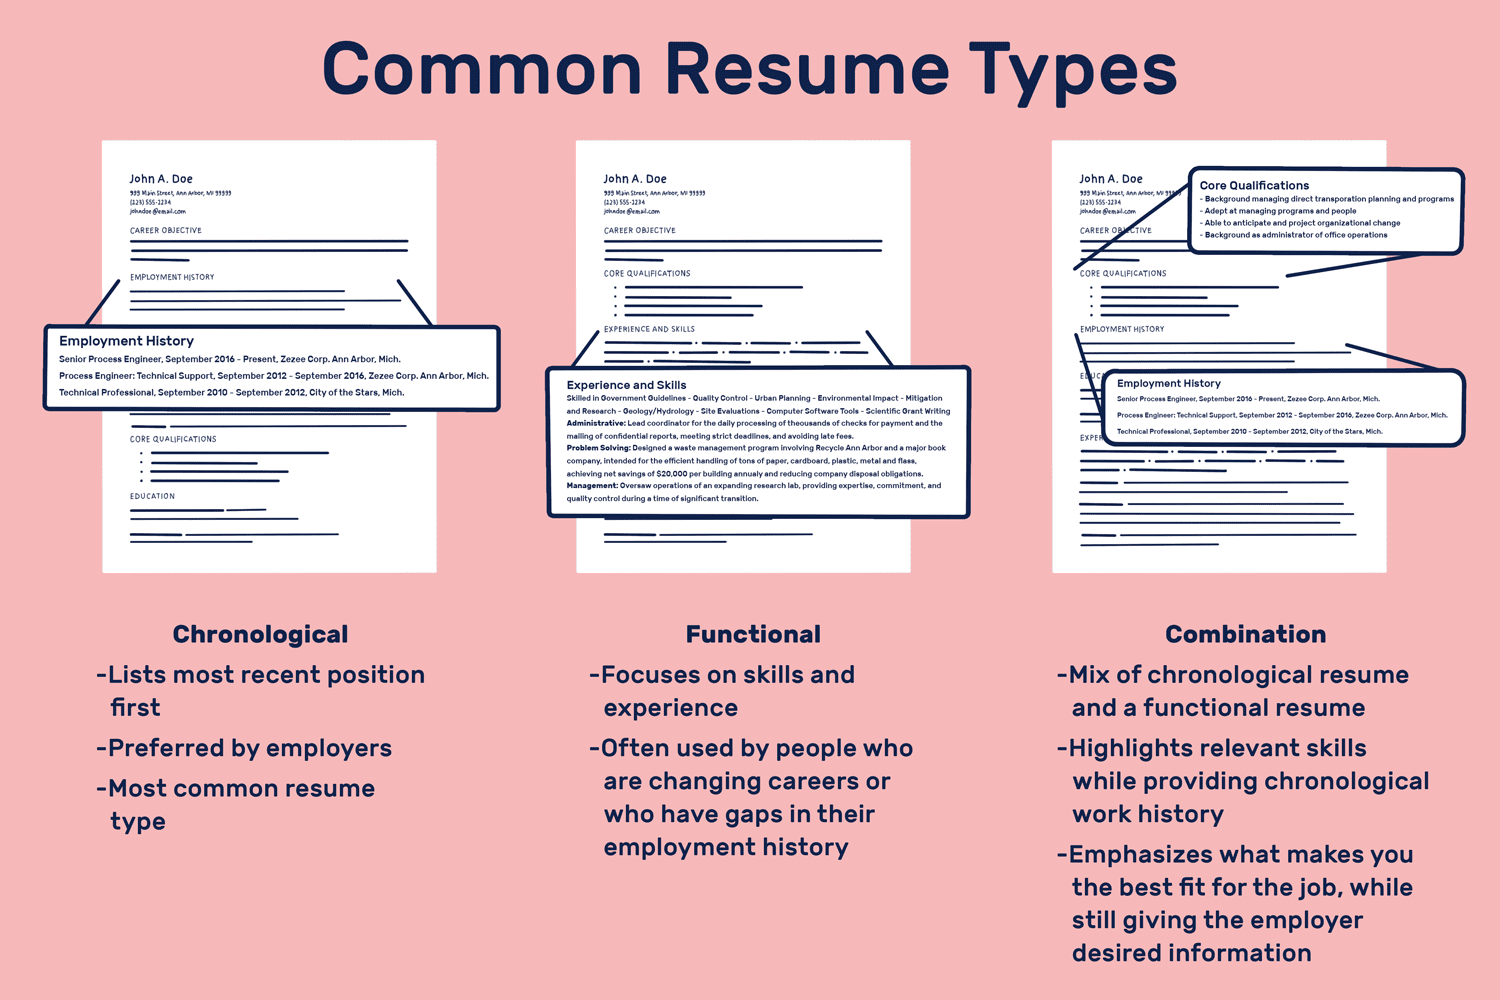 Common Resume Types
John A. Doe
999 Main Street, Ann Arbor, MI 99999
(123) 555-1234
johndoe@email.com
CAREER OBJECTIVE
EMPLOYMENT HISTORY
Employment History
Senior Process Engineer, September 2016 - Present, Zezee Corp. Ann Arbor, Mich.
Process Engineer: Technical Support, September 2012 - September 2016, Zezee Corp. Ann Arbor, Mich.
Technical Professional, September 2010 - September 2012, City of the Stars, Mich.
CORE QUALIFICATIONS
EDUCATION
Chronological
-Lists most recent position
first
-Preferred by employers
-Most common resume
type
John A. Doe
999 Main Street, Ann Arbor, MI 99999
(123) 555-1234
johndoe@email.com
CAREER OBJECTIVE
CORE QUALIFICATIONS
EXPERIENCE AND SKILLS
Experience and Skills
Skilled in Government Guidelines - Quality Control - Urban Planning - Environmental Impact - Mitigation
and Research - Geology/Hydrology - Site Evaluations - Computer Software Tools - Scientific Grant Writing
Administrative: Lead coordinator for the daily processing of theousands of checks for payment and the
mailing of confidential reports, meeting strict deadlines, and avoiding late fees.
Problem Solving: Designed a waste management program involving Recycle Ann Arbor and a major book
company, intended for the efficient handling of tons of paper, cardboard, plastic, metal and flass,
achieving net savings of $20,000 per building annualy and reducing company disposal obligations.
Management: Oversaw operations of an expanding research lab, providing expertise, commitment, and
quality control during a time of significant transition.
Functional
-Focuses on skills and
experience
-Often used by people who
are changing careers or
who have gaps in their
employment history
John A. Doe
999 Main Street, Ann Arbor, MI
(123) 555-1234
johndoe@email.com
CAREER OBJECTIVE
Core Qualifications
- Background managing direct transporation planning and programs
- Adept at managing programs and people
- Able to anticipate and project organizational change
- Background as administrator of office operations
CORE QUALIFICATIONS
EMPLOYMENT HISTORY
Employment History
Senior Process Engineer, September 2016 - Present, Zezee Corp. Ann Arbor, Mich.
Process Engineer: Technical Support, September 2012 - September 2016, Zezee Corp. Ann Arbor, Mich.
Technical Professional, September 2010 - September 2012, City of the Stars, Mich.
Combination
-Mix of chronological resume
and a functional resume
-Highlights relevant skills
while providing chronological
work history
-Emphasizes what makes you
the best fit for the job, while
still giving the employer
desired information